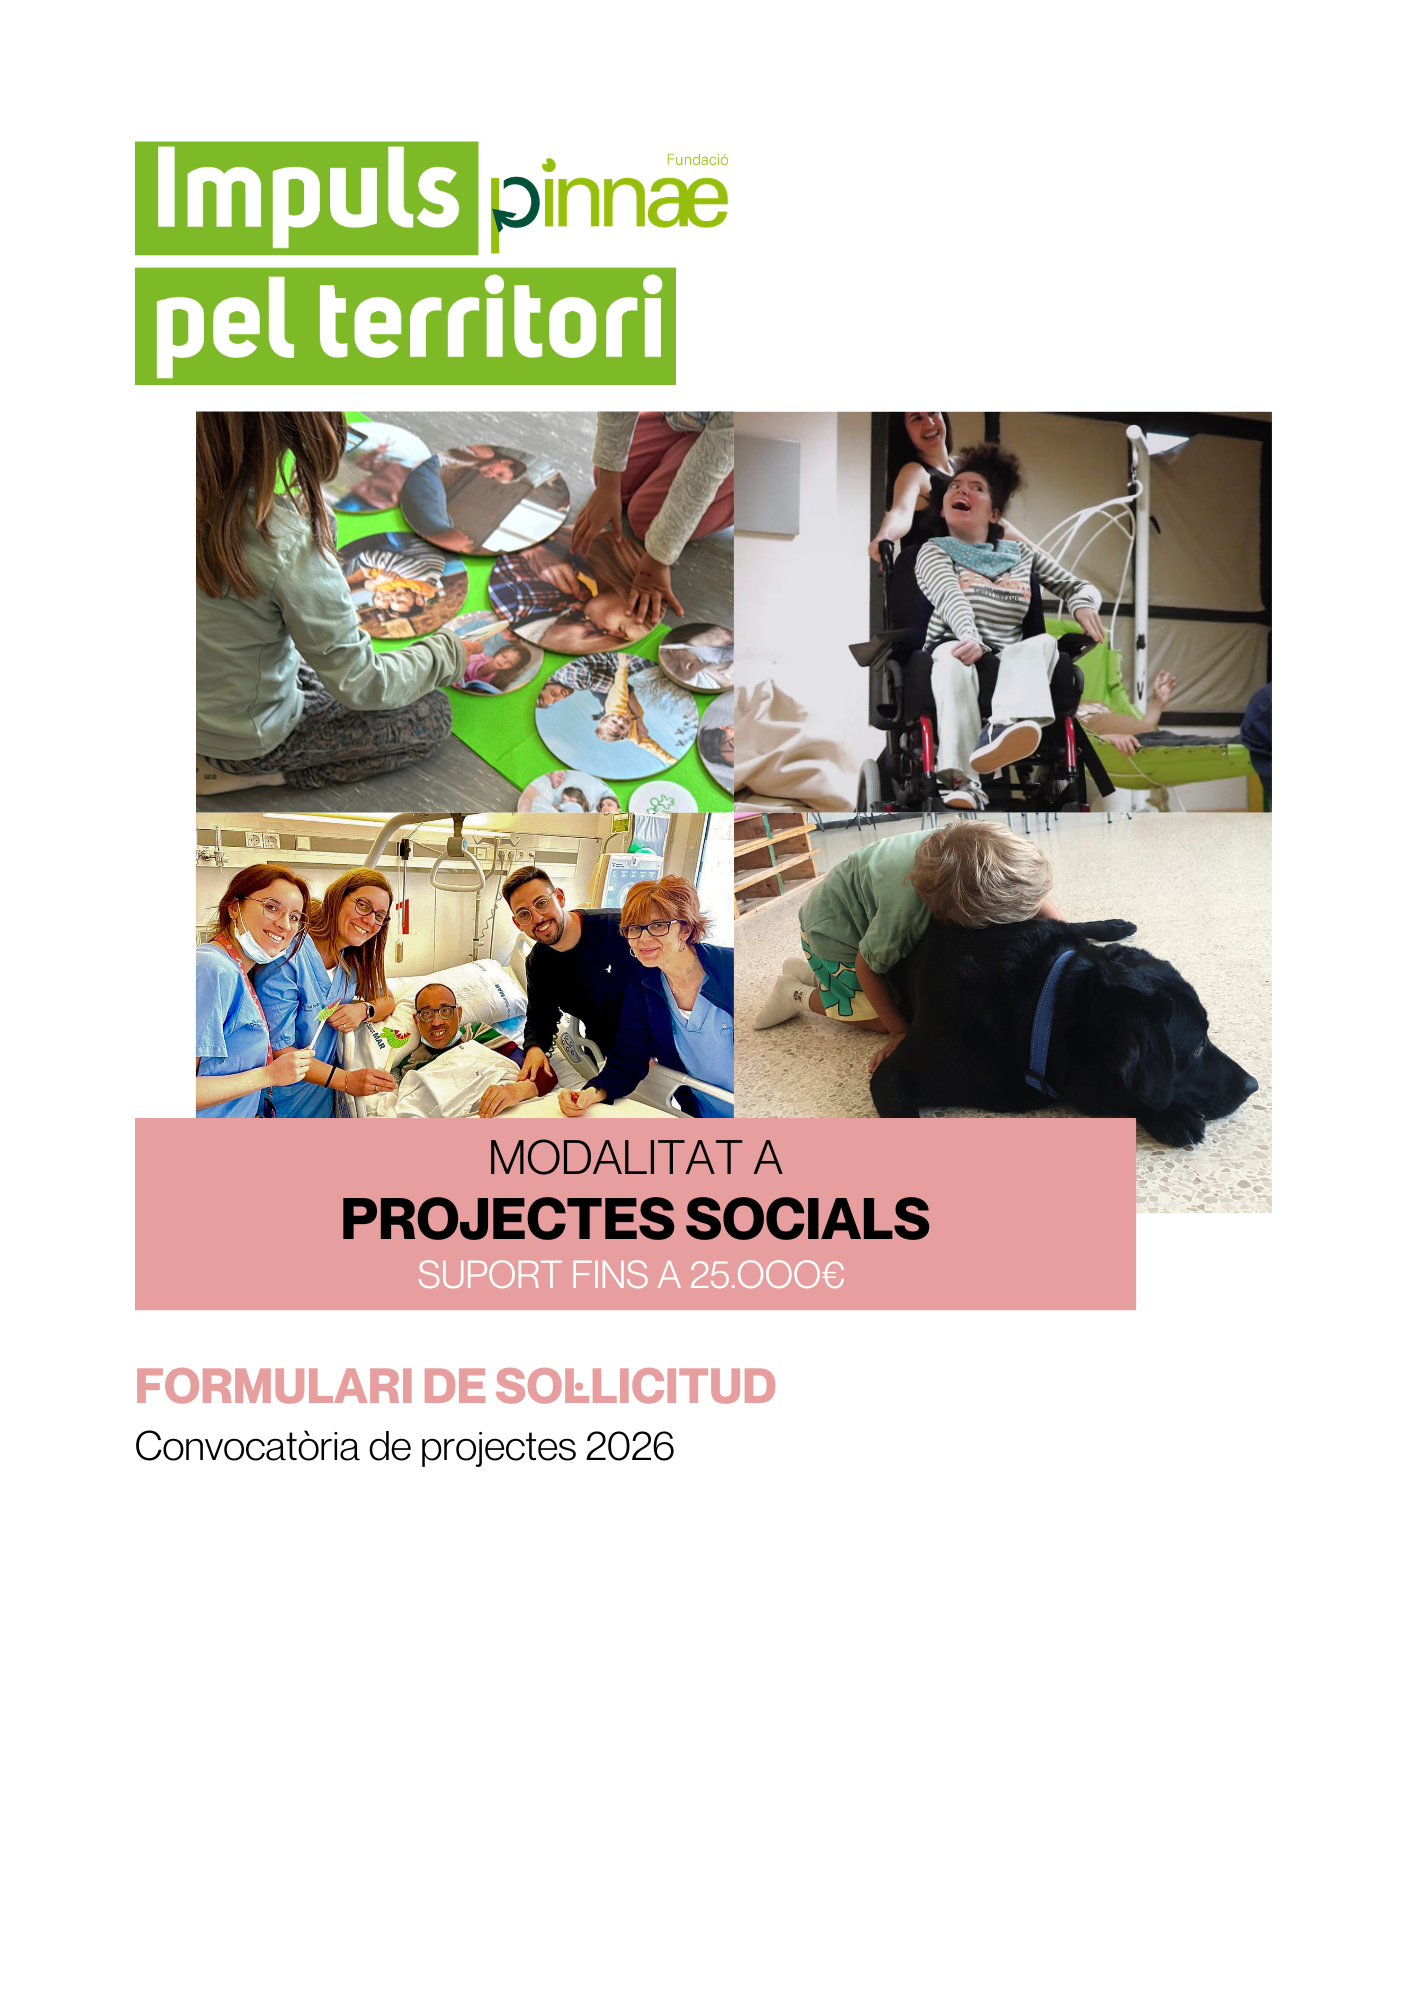 Impuls
Fundació
pinnae
pel territori
MODALITAT A
PROJECTES SOCIALS
SUPORT FINS A 25.000€
FORMULARI DE SOL·LICITUD
Convocatòria de projectes 2026